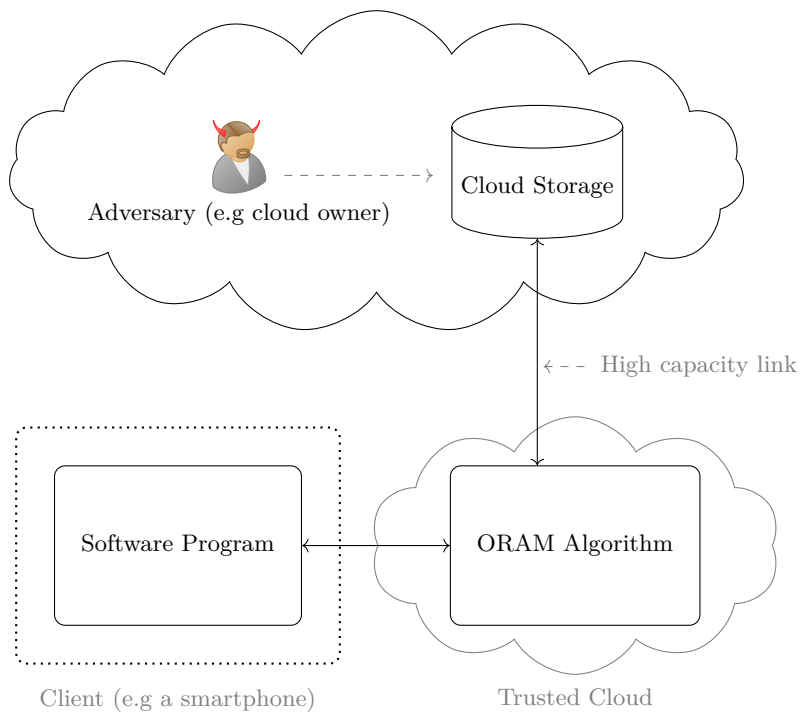 Cloud Storage
Adversary (e.g cloud owner)
High capacity link
Software Program
ORAM Algorithm
Client (e.g a smartphone)
Trusted Cloud